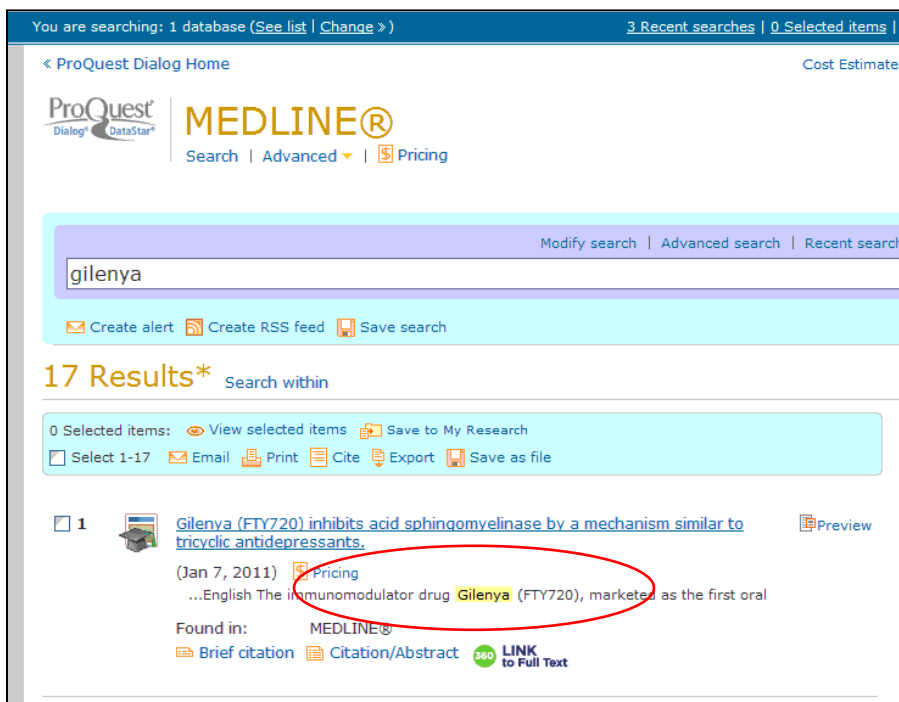 You are searching: 1 database (See list | Change » ) 3 Recent searches | 0 Selected items |
« ProQuest Dialog Home Cost Estimate
ProQuest
Dialog® DataStar®
MEDLINE®
Search | Advanced | $ Pricing
Modify search | Advanced search | Recent search
gilenya
Create alert Create RSS feed Save search
17 Results* Search within
0 Selected items: View selected items Save to My Research
Select 1-17 Email Print Cite Export Save as file
1 Gilenya (FTY720) inhibits acid sphingomyelinase by a mechanism similar to Preview
tricyclic antidepressants.
(Jan 7, 2011) $ Pricing
...English The immunomodulator drug Gilenya (FTY720), marketed as the first oral
Found in: MEDLINE®
Brief citation Citation/Abstract 360 LINK
to Full Text